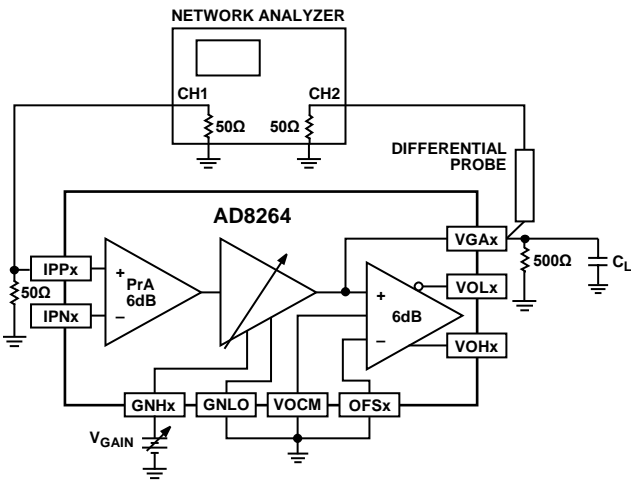 NETWORK ANALYZER
CH1
CH2
50Ω
50Ω
DIFFERENTIAL
PROBE
AD8264
VGAx
IPPx
+
PrA
6dB
–
50Ω
IPNx
+
6dB
–
VOLx
VOHx
500Ω
CL
GNHx
GNLO
VOCM
OFSx
VGAIN